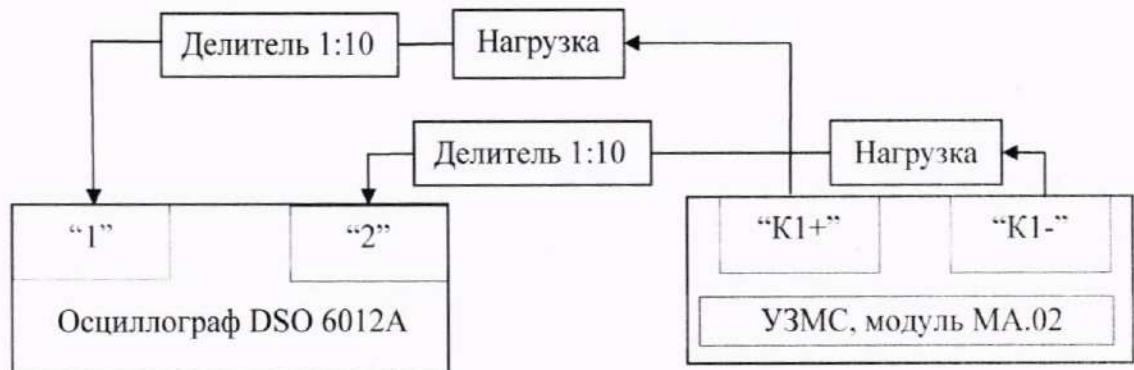 Делитель 1:10
Нагрузка
Делитель 1:10
Нагрузка
“1”
“2”
“К1+”
“К1-”
Осциллограф DSO 6012A
УЗМС, модуль МА.02